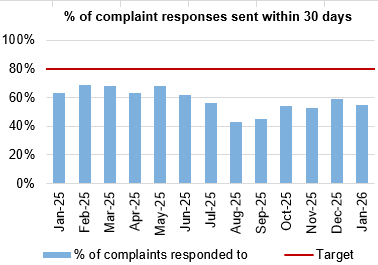 % of complaint responses sent within 30 days
100%
80%
60%
40%
20%
0%
Jan-25
Feb-25
Mar-25
Apr-25
May-25
Jun-25
Jul-25
Aug-25
Sep-25
Oct-25
Nov-25
Dec-25
Jan-26
% of complaints responded to
Target